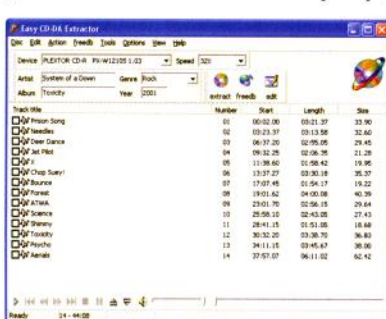 Easy CD-DA Extractor
Disc Edit Action Freedb Tools Options View Help
Device PLEXTOR CD-R PX-W1210S 1.03 Speed 32X
Artist System of a Down Genre Rock
Album Toxicity Year 2001
extract freedb edit
Track title Number Start Length Size
Prison Song 01 00:02.00 03:21.37 33.90
Needles 02 03:23.37 03:13.58 32.60
Deer Dance 03 06:37.20 02:55.05 29.45
Jet Pilot 04 09:32.25 02:06.35 21.28
X 05 11:38.60 01:58.42 19.95
Chop Suey! 06 13:37.27 03:30.18 35.37
Bounce 07 17:07.45 01:54.17 19.22
Forest 08 19:01.62 04:00.08 40.39
ATWA 09 23:01.70 02:56.15 29.64
Science 10 25:58.10 02:43.05 27.43
Shimmy 11 28:41.15 01:51.05 18.68
Toxicity 12 30:32.20 03:38.70 36.83
Psycho 13 34:11.15 03:45.67 38.00
Aerials 14 37:57.07 06:11.02 62.42
Ready 14 - 44:08